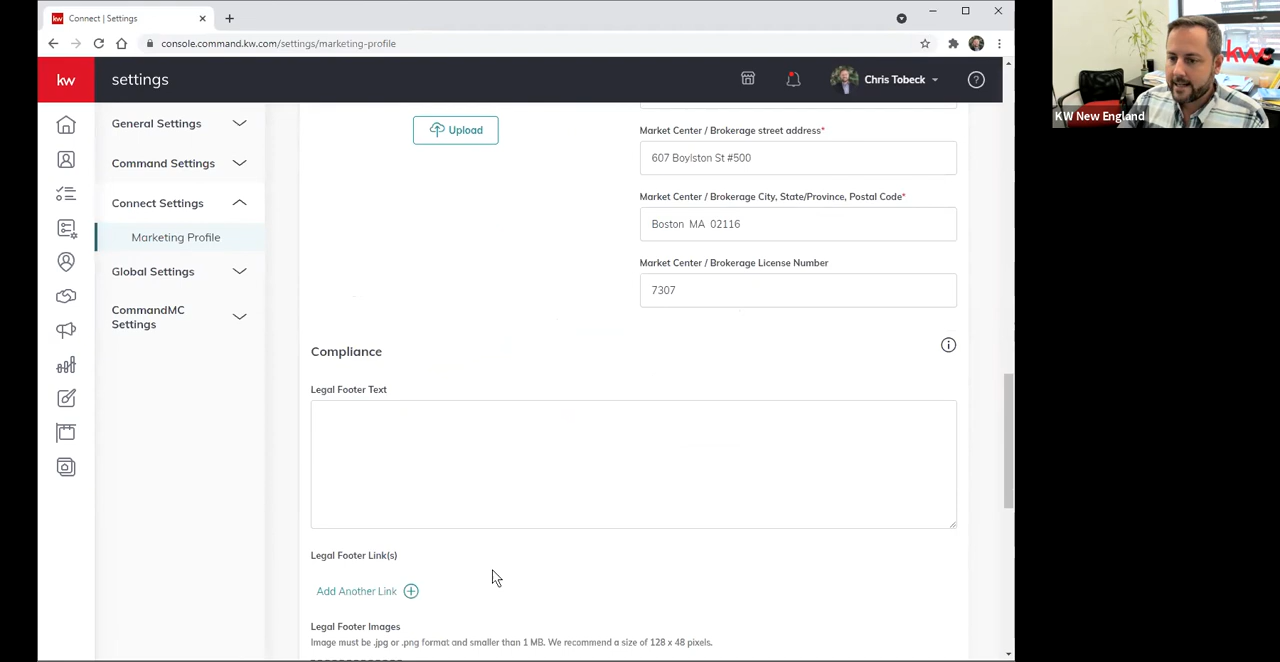 kw Connect | Settings
console.command.kw.com/settings/marketing-profile
kw settings
Chris Tobeck
KW New England
kw
General Settings
Command Settings
Connect Settings
Marketing Profile
Global Settings
CommandMC
Settings
Upload
Market Center / Brokerage street address*
607 Boylston St #500
Market Center / Brokerage City, State/Province, Postal Code*
Boston MA 02116
Market Center / Brokerage License Number
7307
Compliance
Legal Footer Text
Legal Footer Link(s)
Add Another Link
Legal Footer Images
Image must be .jpg or .png format and smaller than 1 MB. We recommend a size of 128 x 48 pixels.